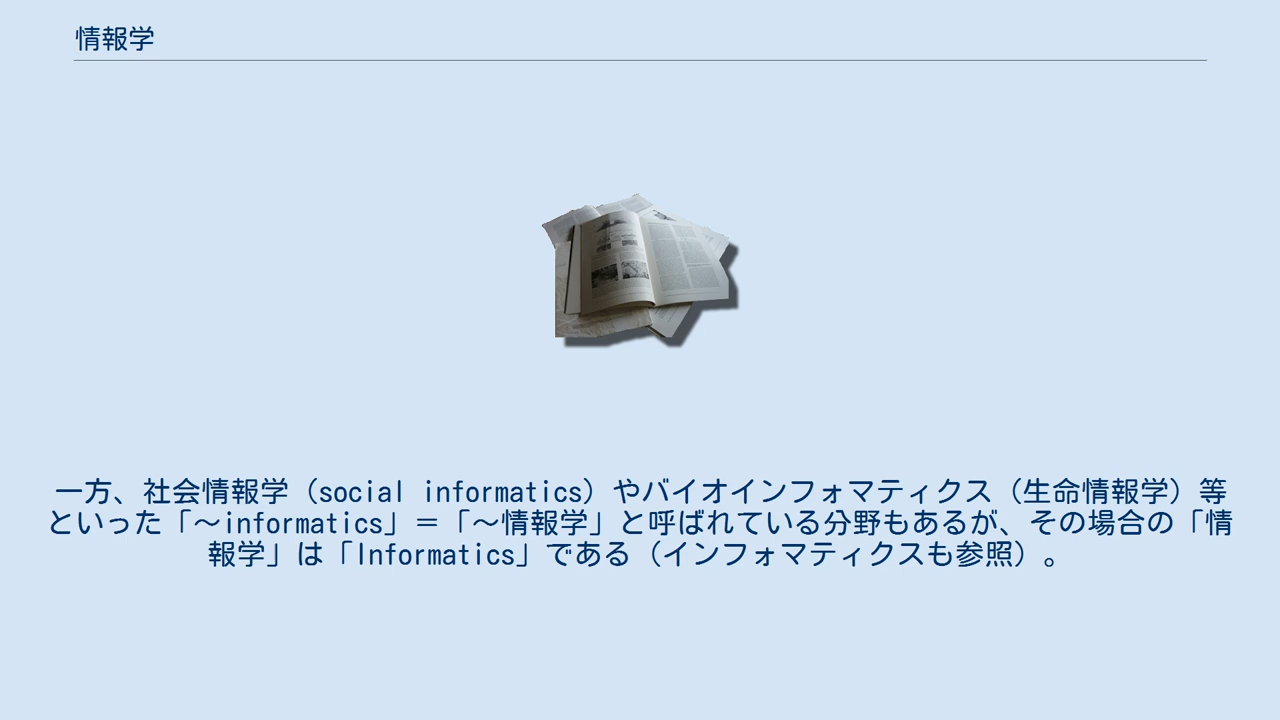 情報学
一方、社会情報学（social informatics）やバイオインフォマティクス（生命情報学）等
といった「～informatics」＝「～情報学」と呼ばれている分野もあるが、その場合の「情
報学」は「Informatics」である（インフォマティクスも参照）。